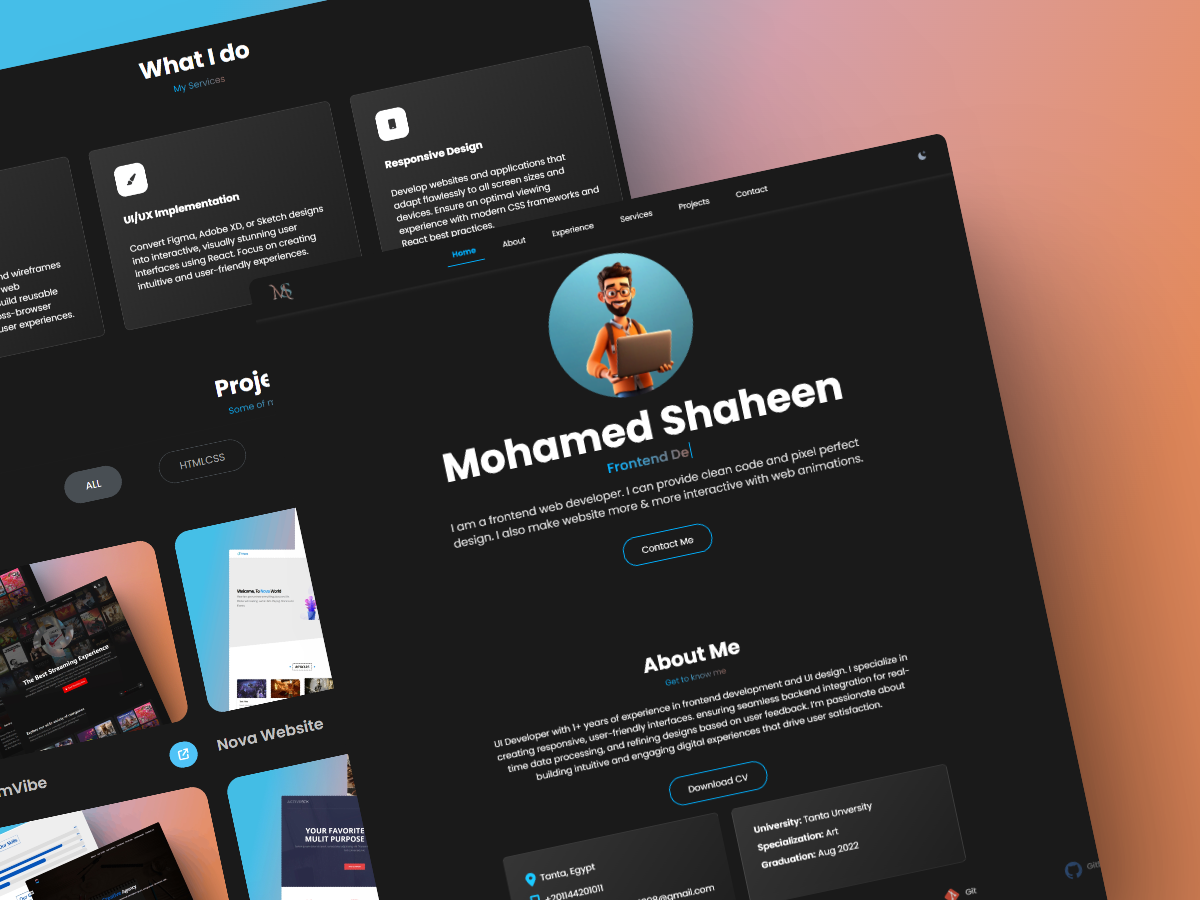 What I do
My Services
UI/UX Implementation
Convert Figma, Adobe XD, or Sketch designs
into interactive, visually stunning user
interfaces using React. Focus on creating
intuitive and user-friendly experiences.
Responsive Design
Develop websites and applications that
adapt flawlessly to all screen sizes and
devices. Ensure an optimal viewing
experience with modern CSS frameworks and
React best practices.
nd wireframes
web
uild reusable
ss-browser
user experiences.
Proje
Some of m
ALL
HTMLCSS
The Best Streaming Experience
mVibe
Welcome, To Nova World
ARTICLES
Nova Website
Our Skills
Creative Agency
YOUR FAVORITE
MULIT PURPOSE
MS
Home
About
Experience
Services
Projects
Contact
Mohamed Shaheen
Frontend De
I am a frontend web developer. I can provide clean code and pixel perfect
design. I also make website more & more interactive with web animations.
Contact Me
About Me
Get to know me
UI Developer with 1+ years of experience in frontend development and UI design. I specialize in
creating responsive, user-friendly interfaces. ensuring seamless backend integration for real-
time data processing, and refining designs based on user feedback. I'm passionate about
building intuitive and engaging digital experiences that drive user satisfaction.
Download CV
Tanta, Egypt
+201144201011
@gmail.com
University: Tanta Unversity
Specialization: Art
Graduation: Aug 2022
Git